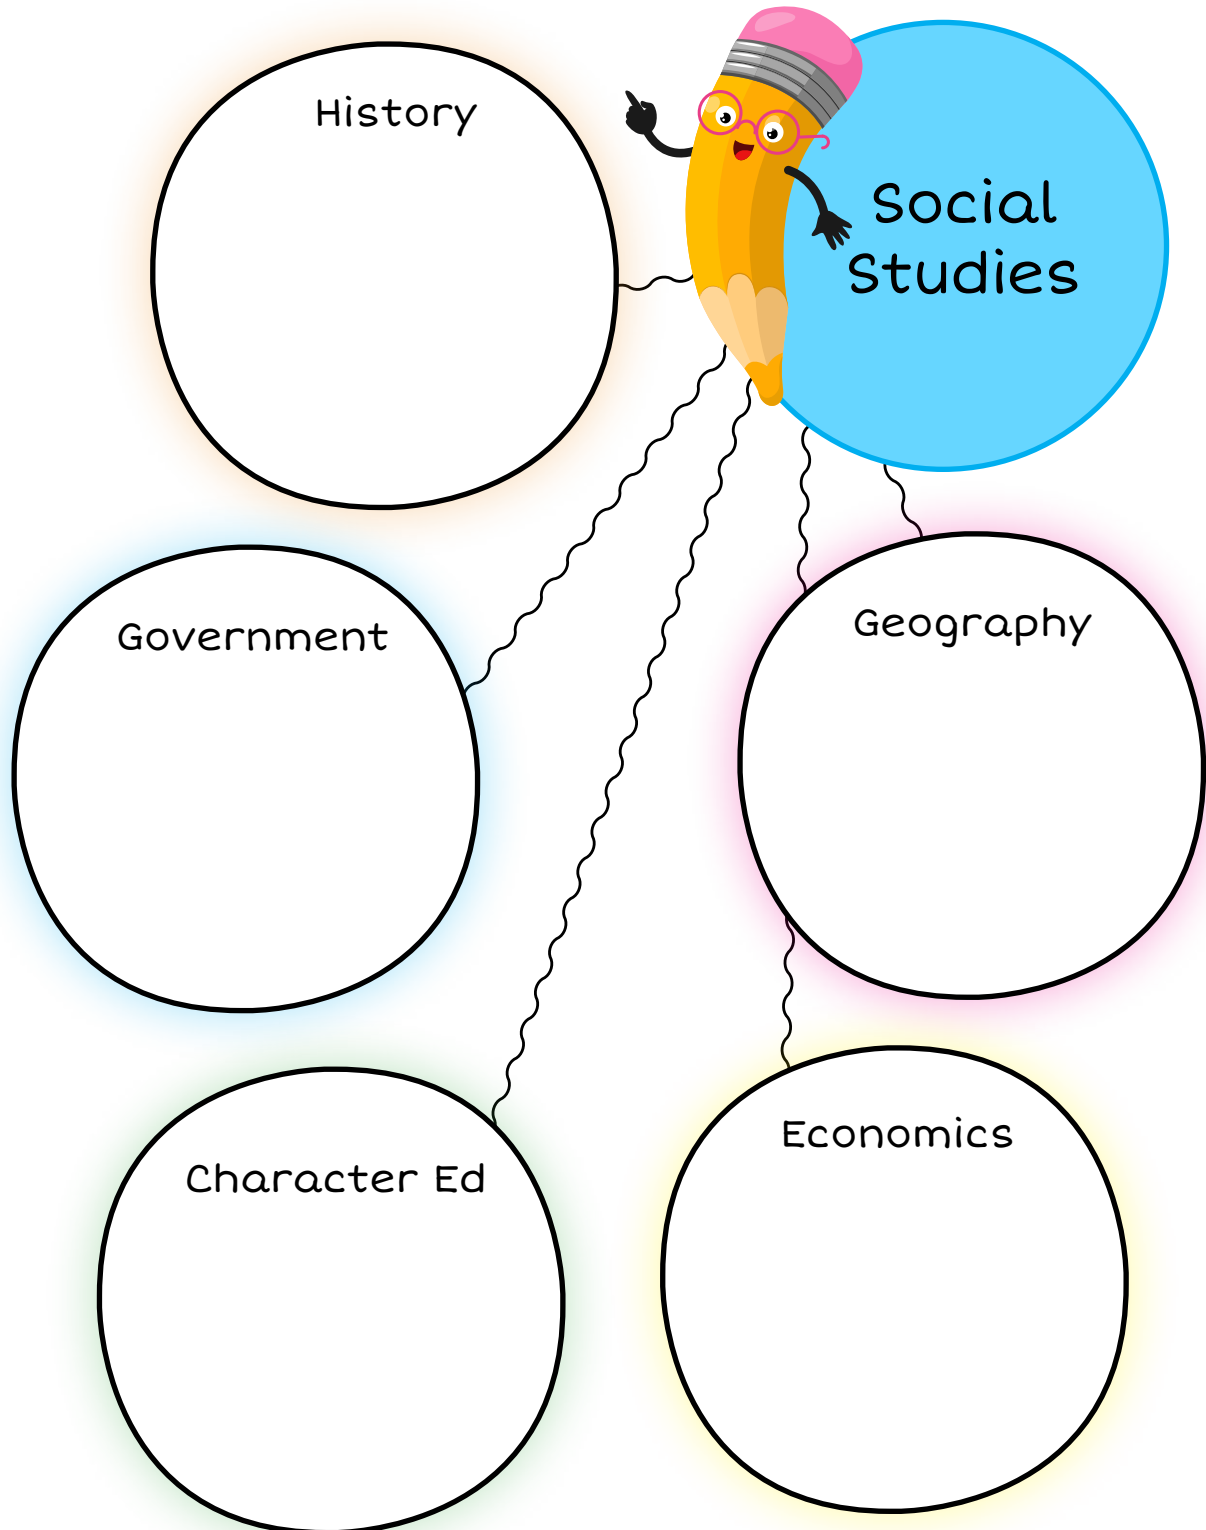 History
Social
Studies
Government
Geography
Character Ed
Economics